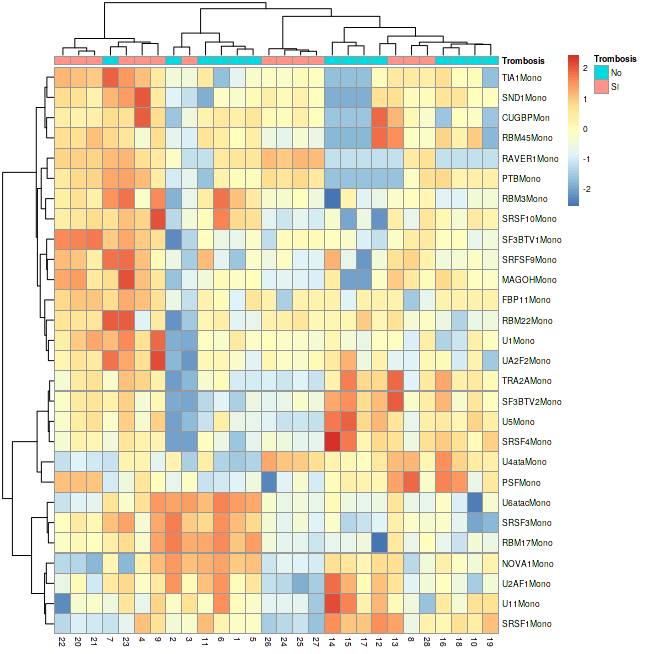 Trombosis
TIA1Mono
SND1Mono
CUGBPMon
RBM45Mono
RAVER1Mono
PTBMono
RBM3Mono
SRSF10Mono
SF3BTV1Mono
SRFSF9Mono
MAGOHMono
FBP11Mono
RBM22Mono
U1Mono
UA2F2Mono
TRA2AMono
SF3BTV2Mono
U5Mono
SRSF4Mono
U4ataMono
PSFMono
U6atacMono
SRSF3Mono
RBM17Mono
NOVA1Mono
U2AF1Mono
U11Mono
SRSF1Mono
22 20 21 7 23 4 9 2 3 11 6 1 5 26 24 25 27 14 15 17 12 13 8 28 16 18 10 19
2
1
0
-1
-2
Trombosis
No
SI